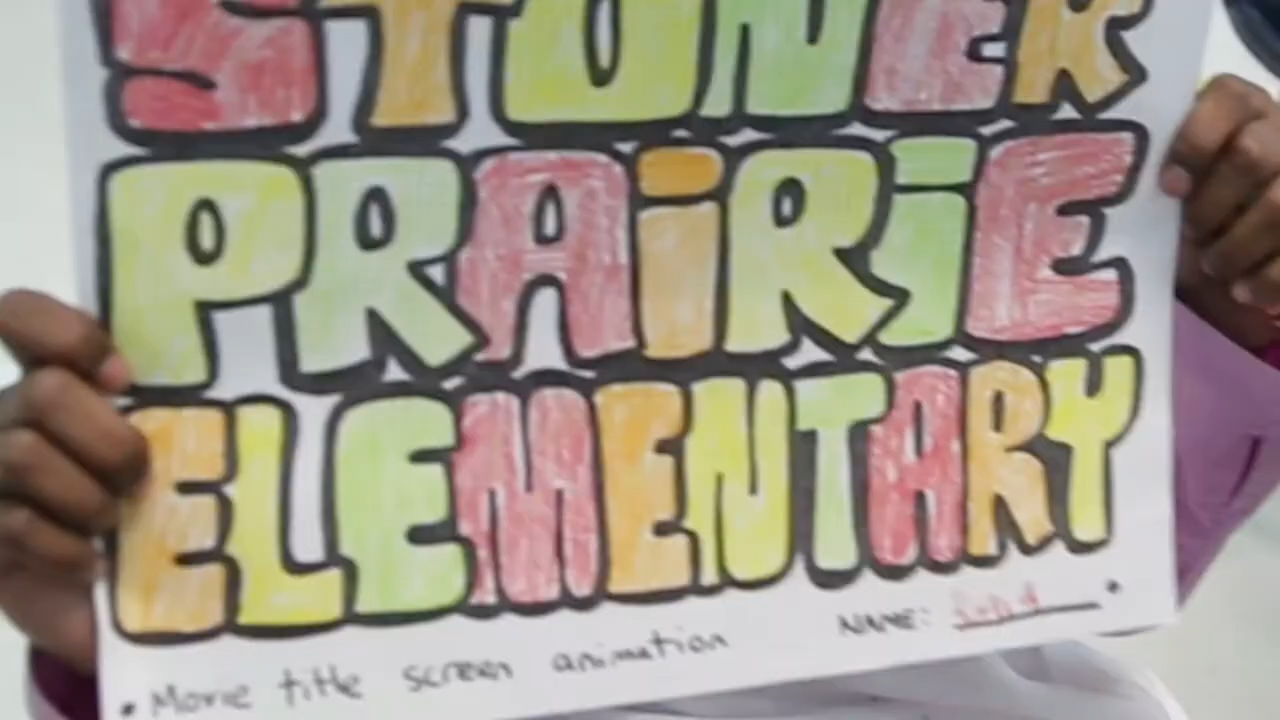 STONER
PRAiRiE
ELEMENTARY
NAME:
• Movie title screen animation